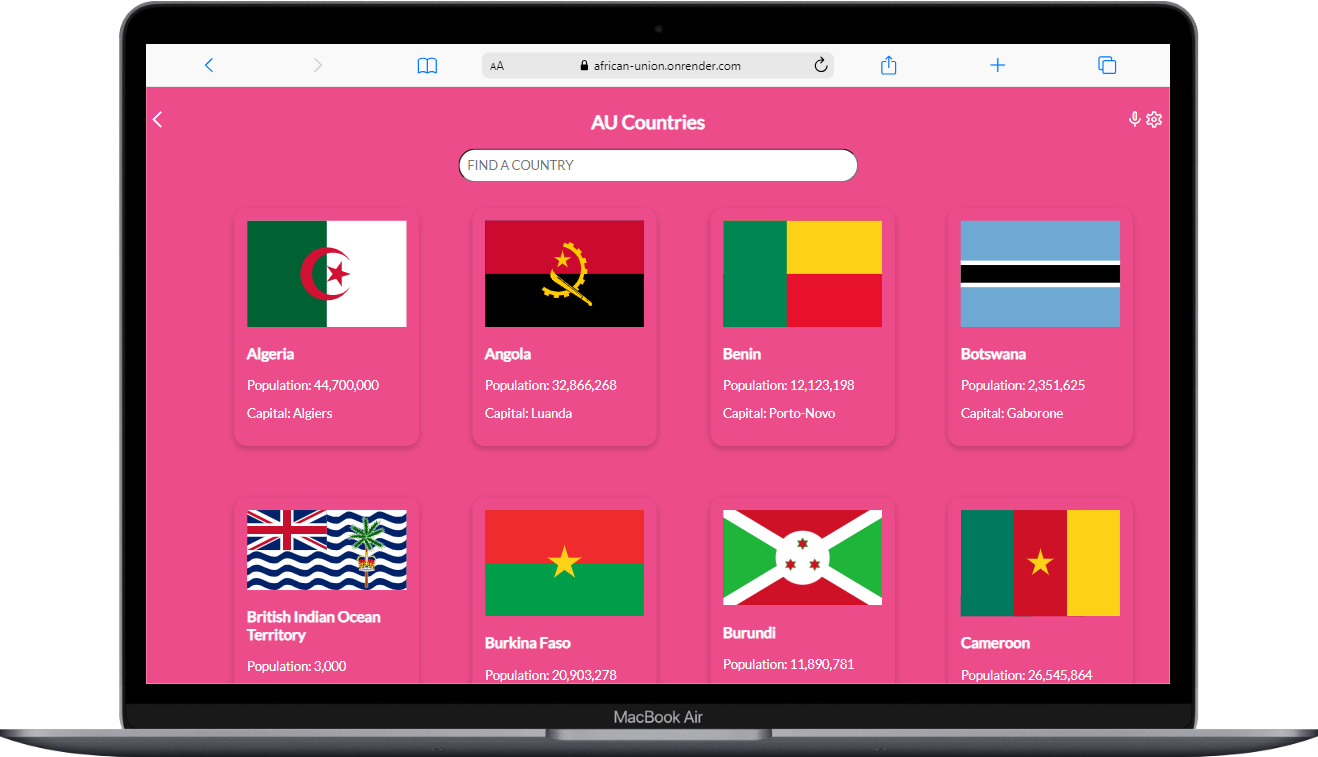 AA
african-union.onrender.com
AU Countries
FIND A COUNTRY
Algeria
Population: 44,700,000
Capital: Algiers
Angola
Population: 32,866,268
Capital: Luanda
Benin
Population: 12,123,198
Capital: Porto-Novo
Botswana
Population: 2,351,625
Capital: Gaborone
British Indian Ocean
Territory
Population: 3,000
Burkina Faso
Population: 20,903,278
Burundi
Population: 11,890,781
Cameroon
Population: 26,545,864
MacBook Air